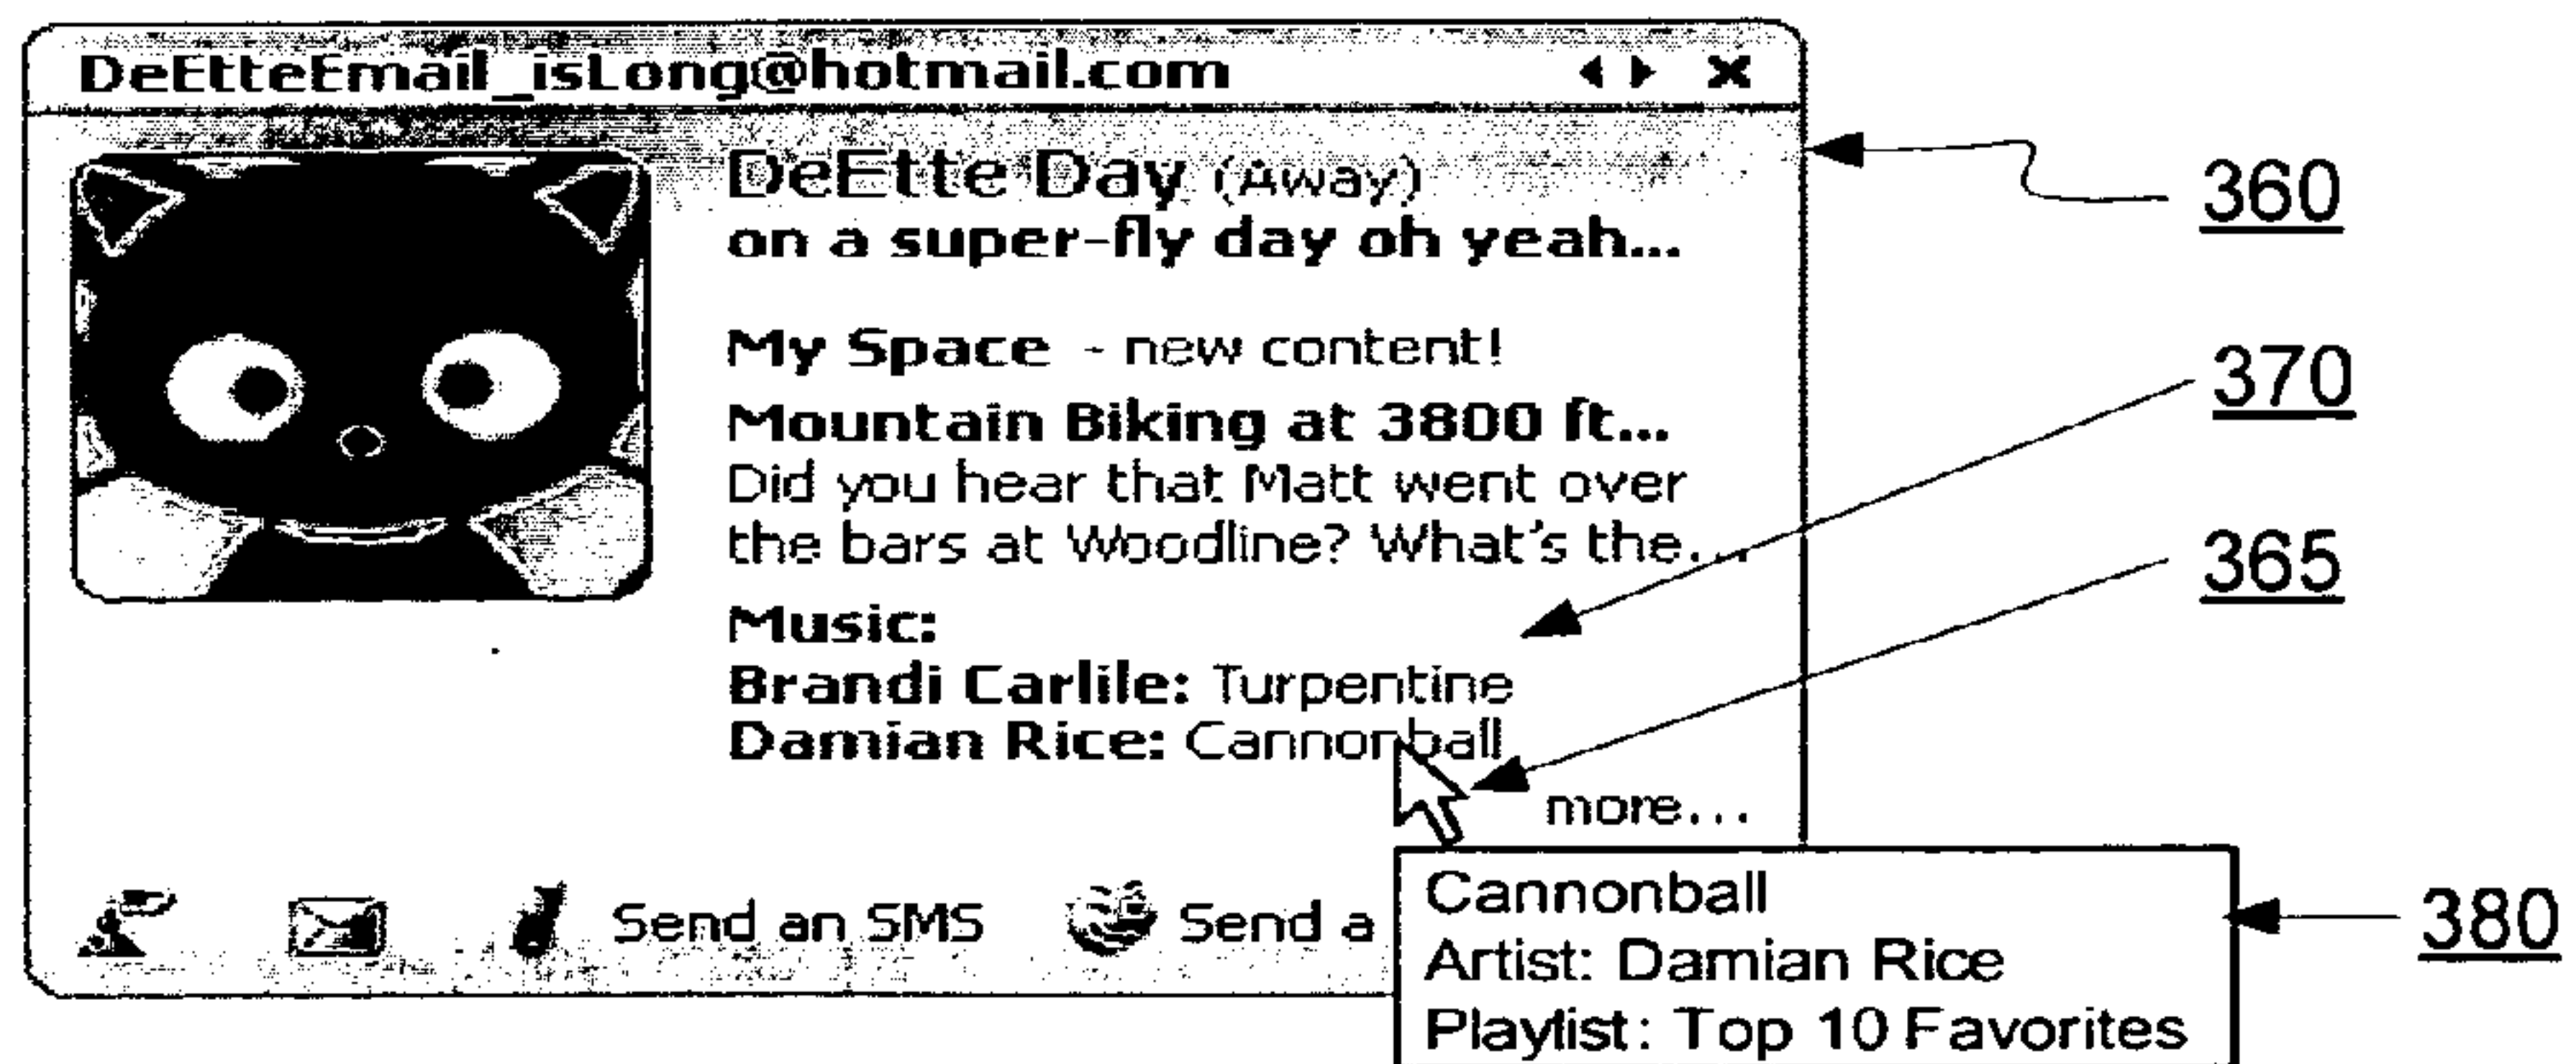 DeEtteEmail_isLong@hotmail.com
DeEtte Day (Away)
on a super-fly day oh yeah...
My Space - new content!
Mountain Biking at 3800 ft...
Did you hear that Matt went over
the bars at Woodline? What's the...
Music:
Brandi Carlile: Turpentine
Damian Rice: Cannonball
more...
Send an SMS
Send a
Cannonball
Artist: Damian Rice
Playlist: Top 10 Favorites
360
370
365
380